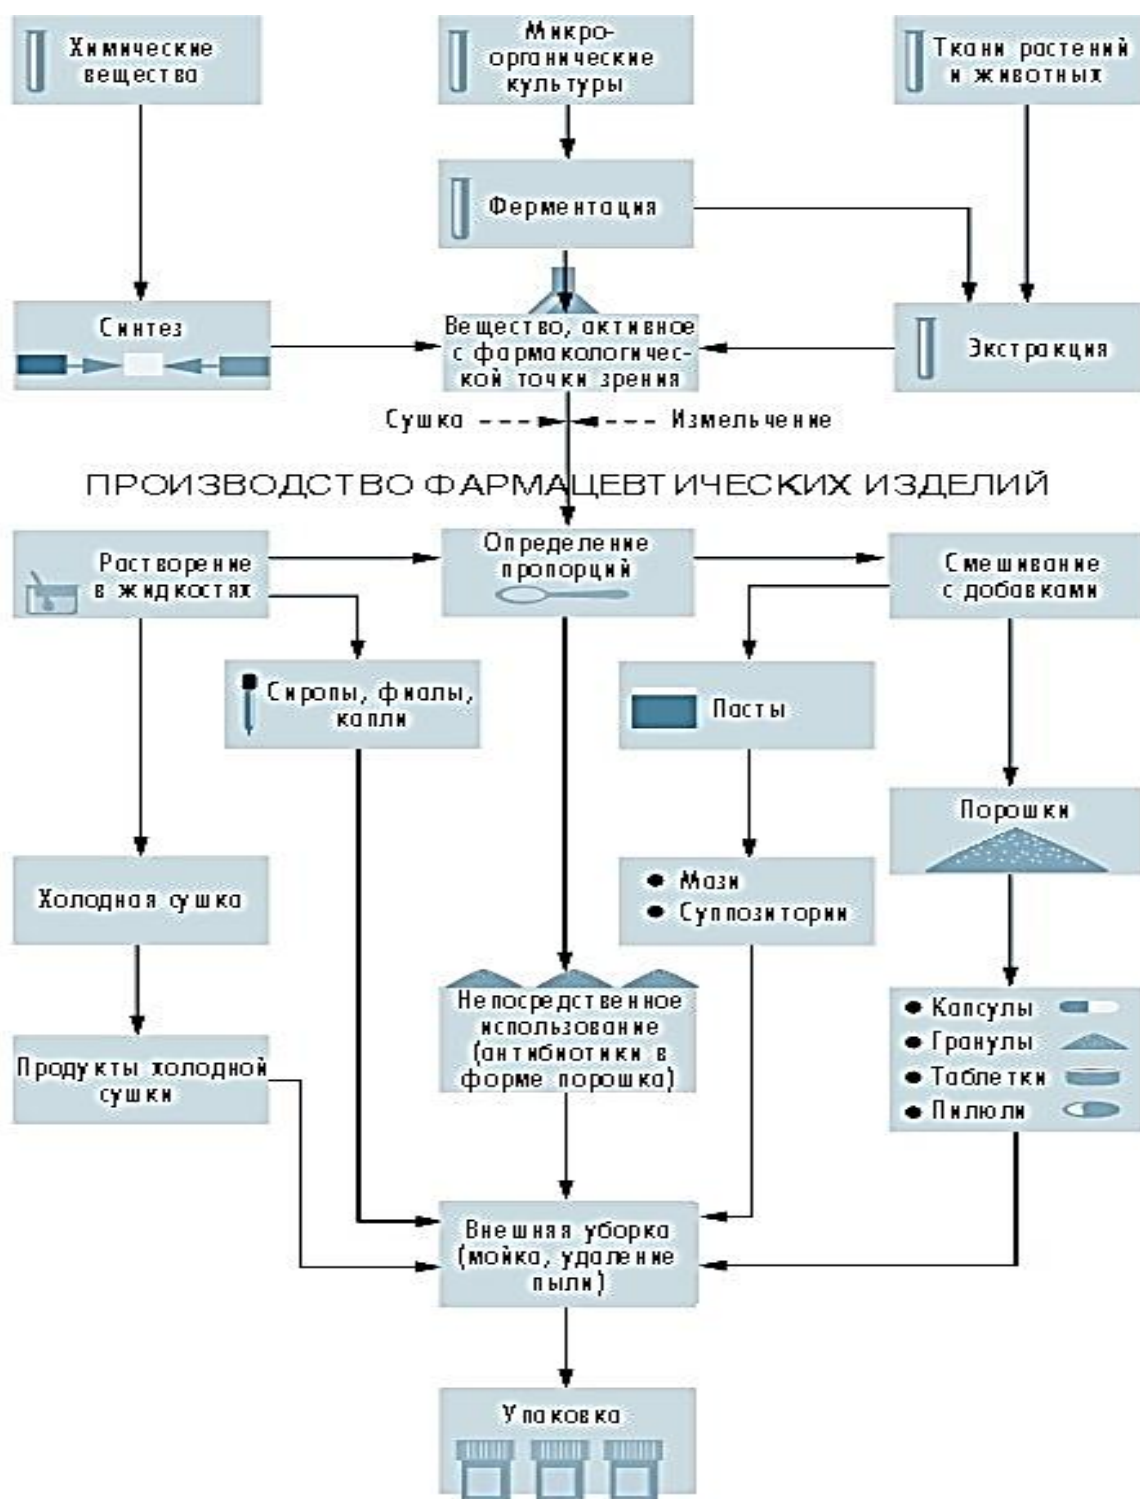 Химические
вещества
Микро-
органические
культуры
Ткани растений
и животных
Ферментация
Синтез
Вещество, активное
с фармакологичес-
кой точки зрения
Экстракция
Сушка
Измельчение
ПРОИЗВОДСТВО ФАРМАЦЕВТИЧЕСКИХ ИЗДЕЛИЙ
Растворение
в жидкостях
Определение
пропорций
Смешивание
с добавками
Сиропы, фиалы,
капли
Пасты
Порошки
Холодная сушка
Мази
Суппозитории
Непосредственное
использование
(антибиотики в
форме порошка)
Капсулы
Гранулы
Таблетки
Пилюли
Продукты холодной
сушки
Внешняя уборка
(мойка, удаление
пыли)
Упаковка